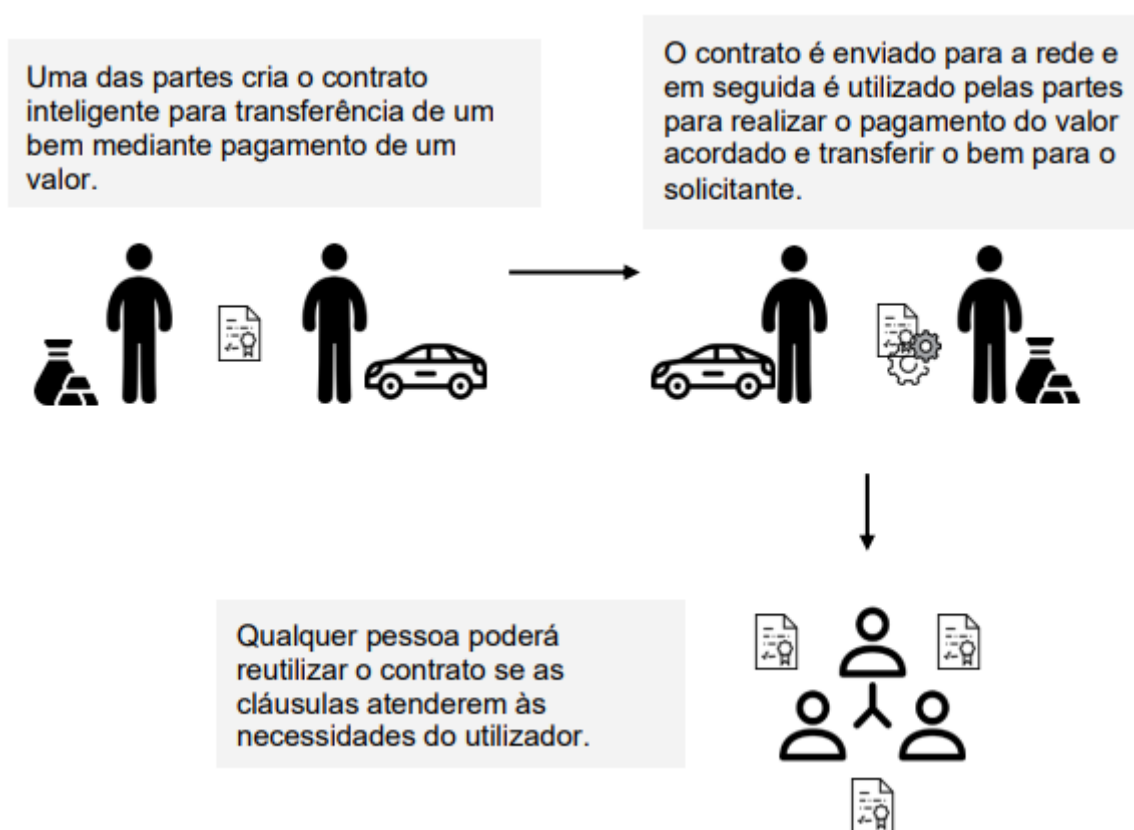 Uma das partes cria o contrato
inteligente para transferência de um
bem mediante pagamento de um
valor.
O contrato é enviado para a rede e
em seguida é utilizado pelas partes
para realizar o pagamento do valor
acordado e transferir o bem para o
solicitante.
Qualquer pessoa poderá
reutilizar o contrato se as
cláusulas atenderem às
necessidades do utilizador.